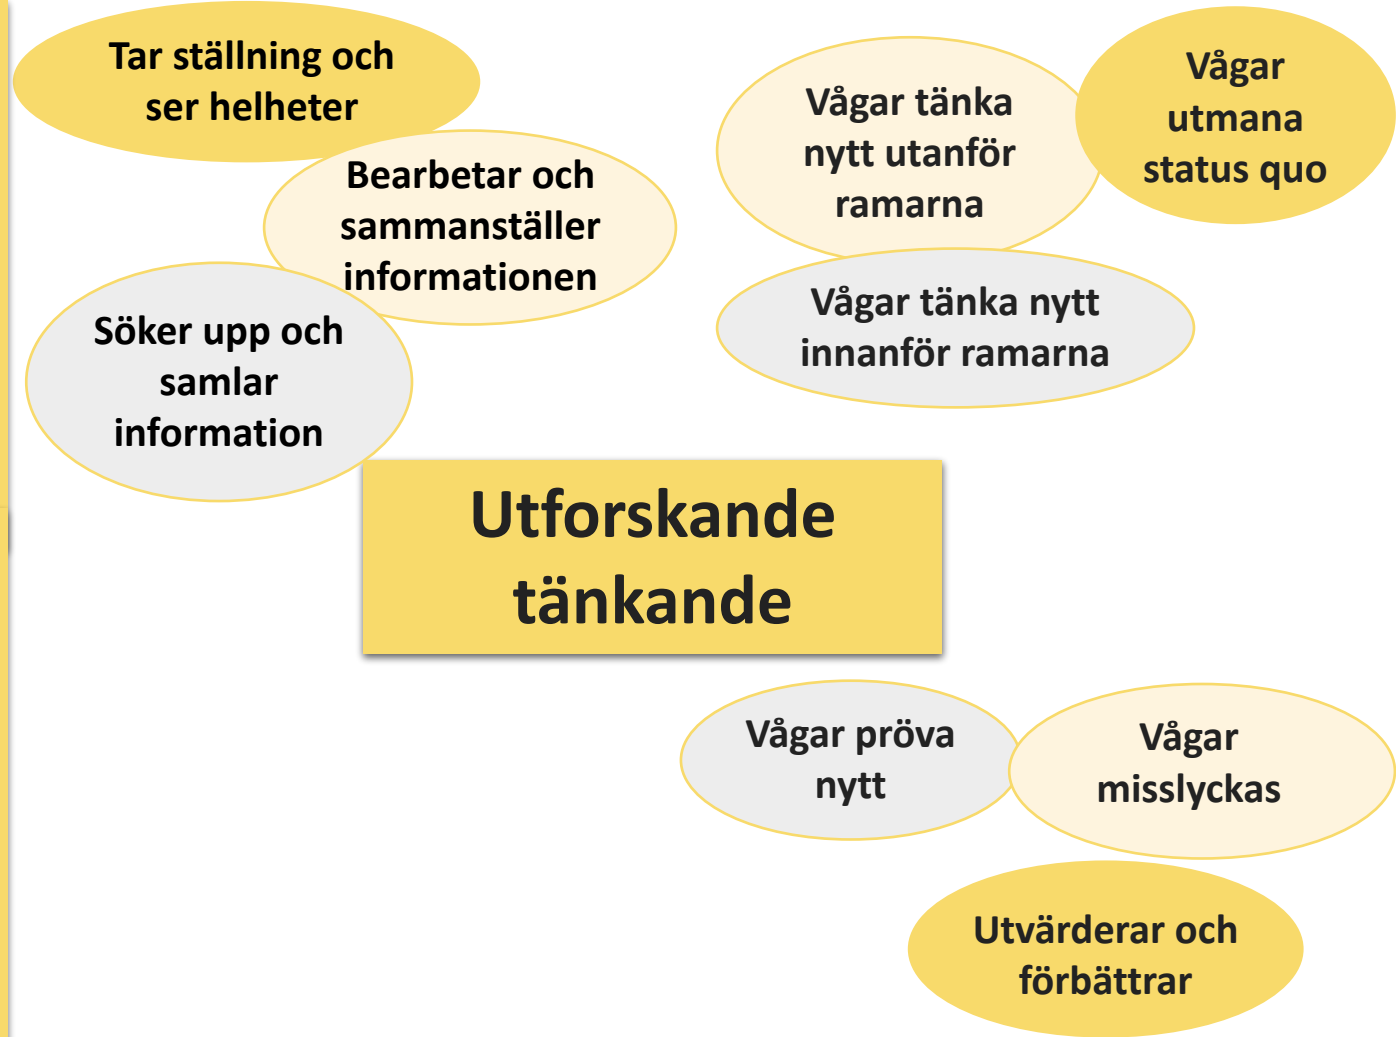 Tar ställning och
ser helheter
Bearbetar och
sammanställer
informationen
Söker upp och
samlar
information
Vågar tänka
nytt utanför
ramarna
Vågar
utmana
status quo
Vågar tänka nytt
innanför ramarna
Utforskande
tänkande
Vågar pröva
nytt
Vågar
misslyckas
Utvärderar och
förbättrar